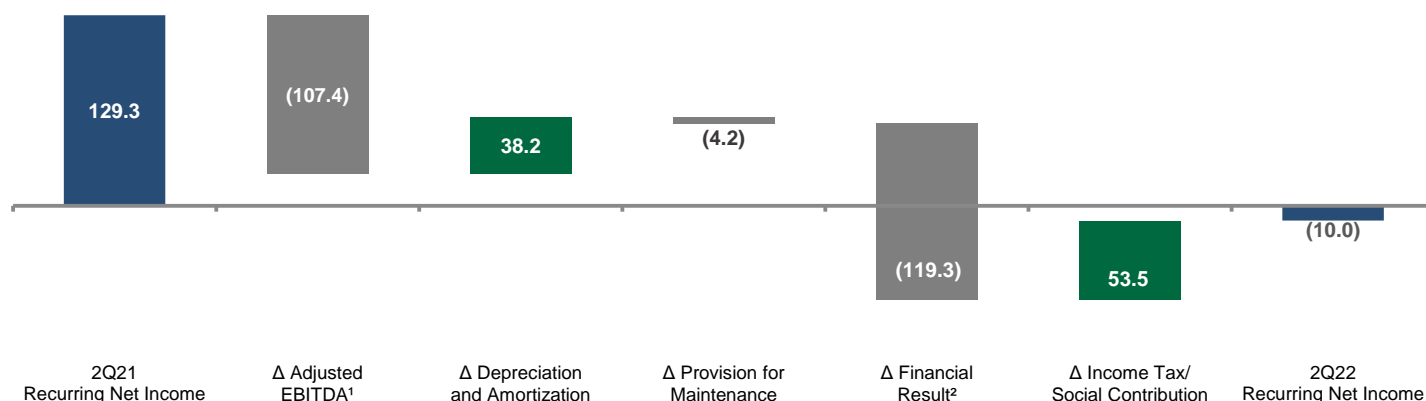 129.3
(107.4)
38.2
(4.2)
(119.3)
53.5
(10.0)
2Q21
Recurring Net Income
Δ Adjusted
EBITDA¹
Δ Depreciation
and Amortization
Δ Provision for
Maintenance
Δ Financial
Result²
Δ Income Tax/
Social Contribution
2Q22
Recurring Net Income